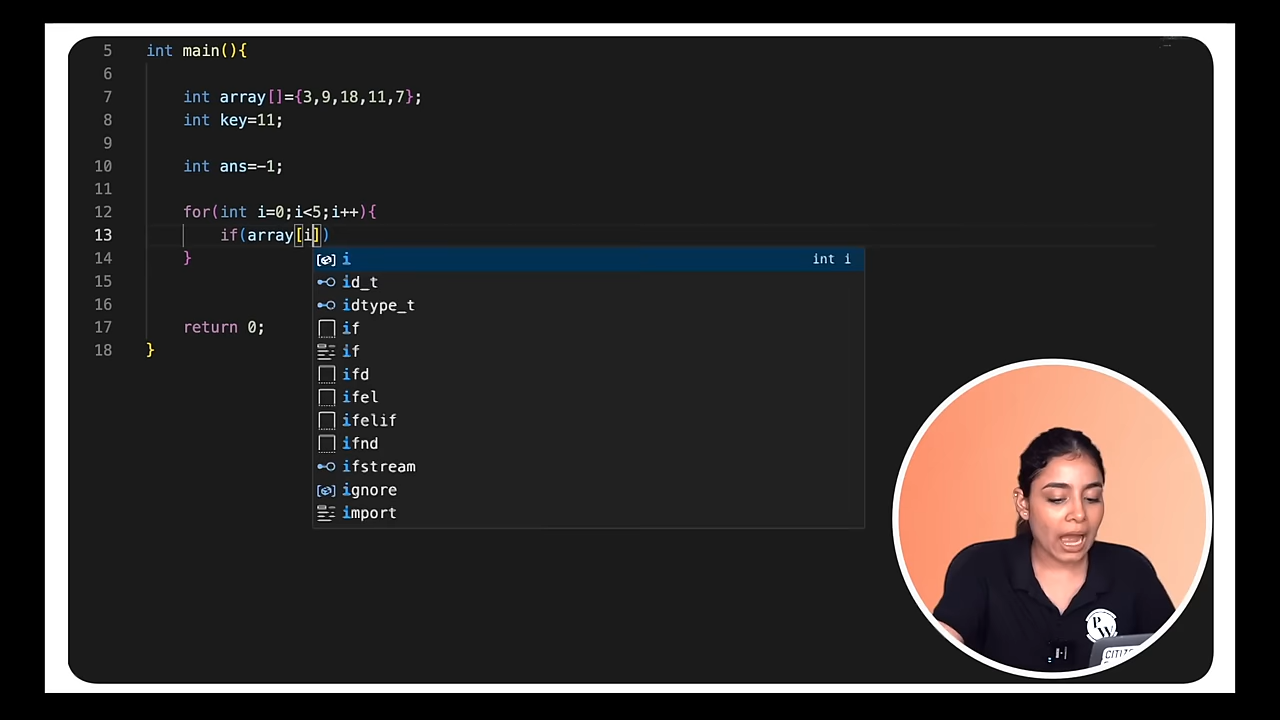 5 int main(){
6
7 int array[]={3,9,18,11,7};
8 int key=11;
9
10 int ans=-1;
11
12 for(int i=0;i<5;i++){
13 if(array[i])
14 }
i int i
id_t
15
idtype_t
16
if
17 return 0;
if
18 }
ifd
ifel
ifelif
ifnd
ifstream
ignore
import
PW